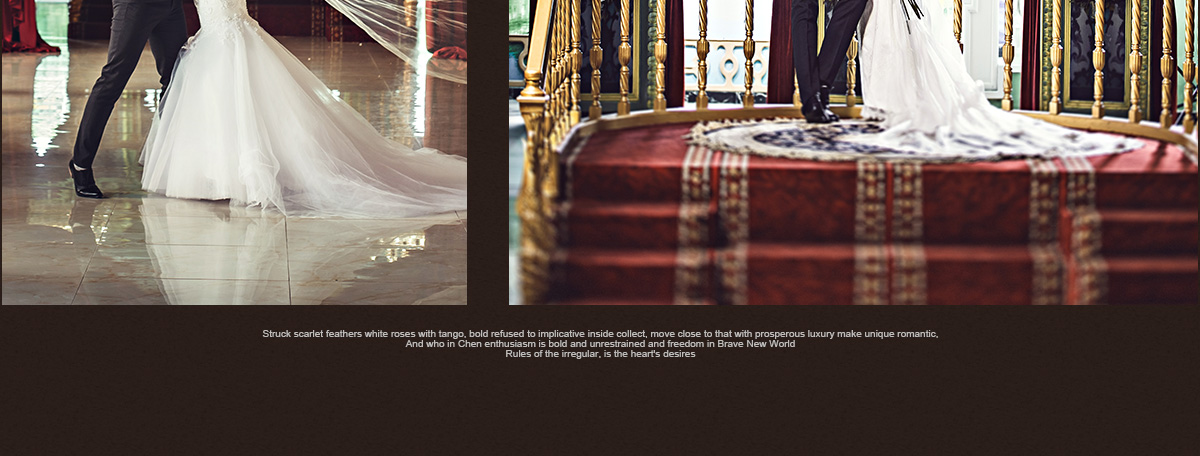 Struck scarlet feathers white roses with tango, bold refused to implicative inside collect, move close to that with prosperous luxury make unique romantic,
And who in Chen enthusiasm is bold and unrestrained and freedom in Brave New World
Rules of the irregular, is the heart's desires